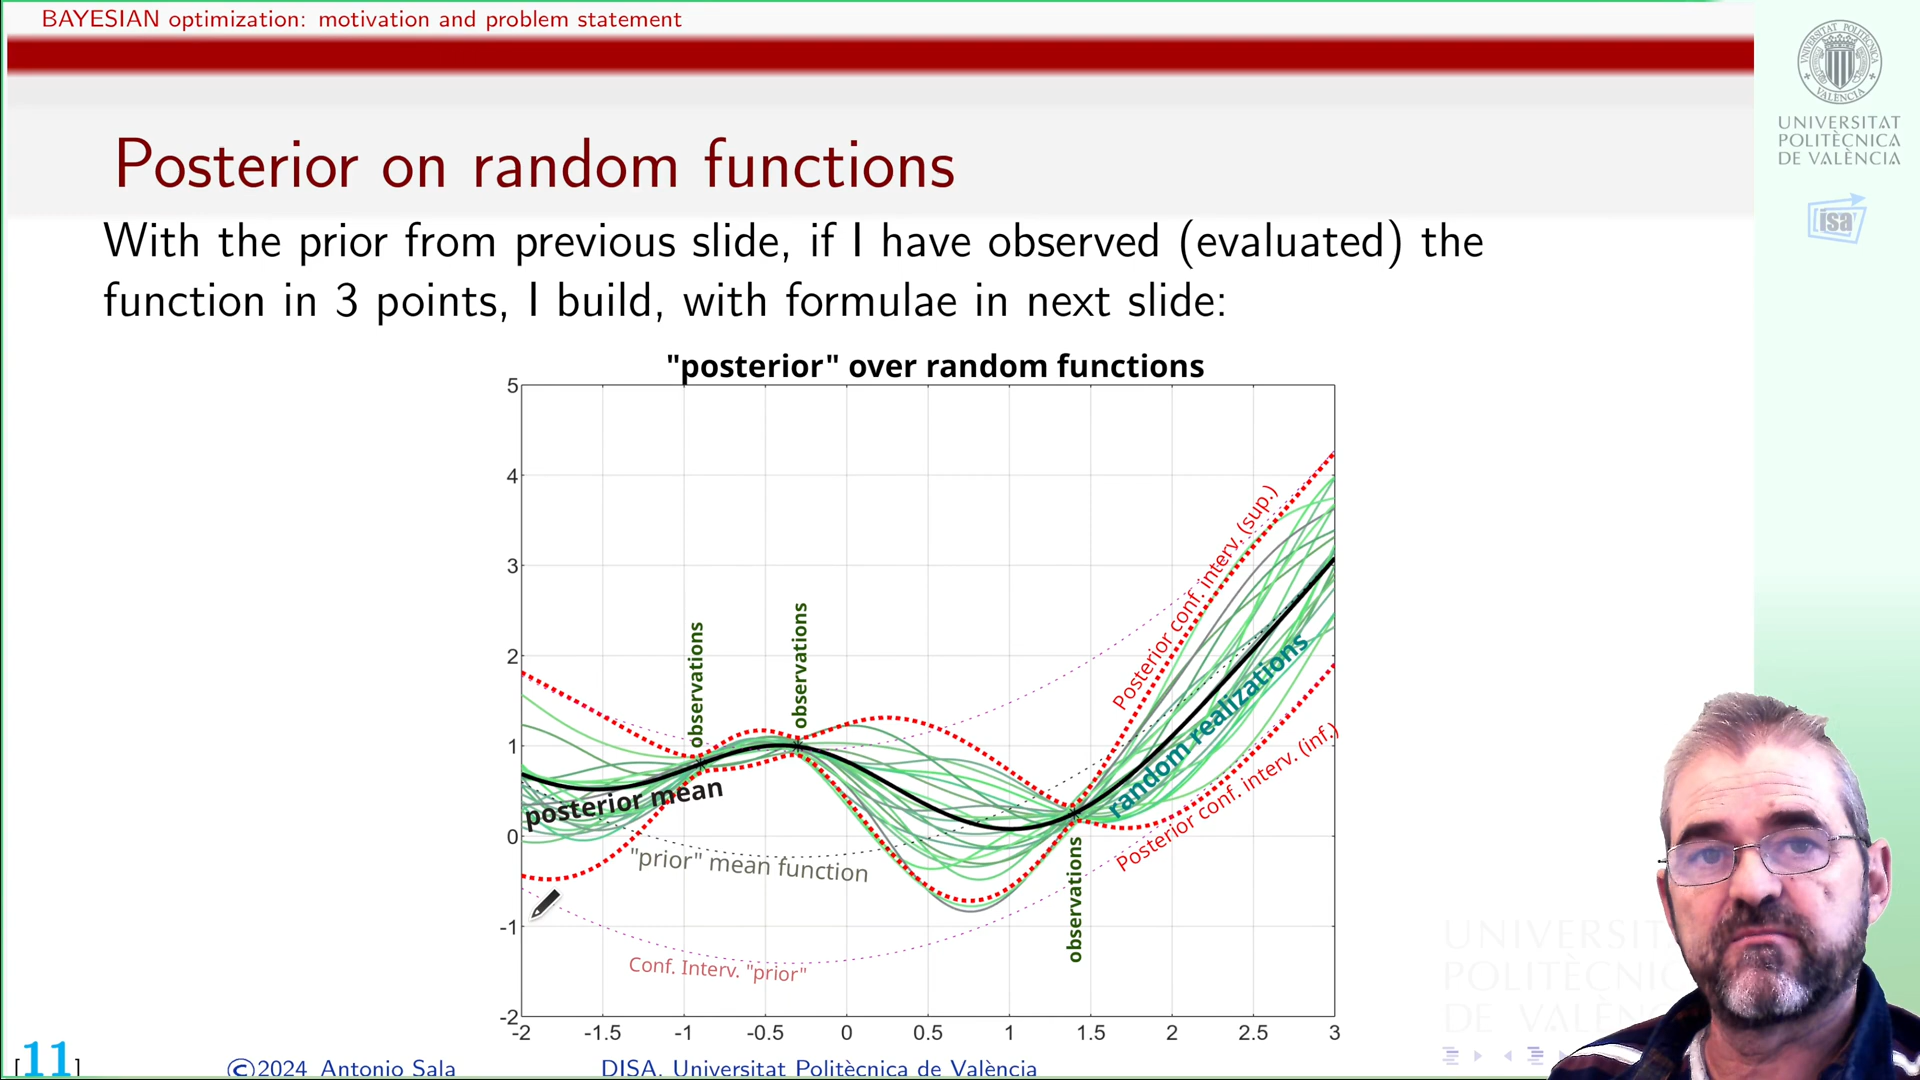 BAYESIAN optimization: motivation and problem statement
UNIVERSITAT
POLITÈCNICA
DE VALÈNCIA
isa
Posterior on random functions
With the prior from previous slide, if I have observed (evaluated) the
function in 3 points, I build, with formulae in next slide:
"posterior" over random functions
5
4
3
2
1
0
-1
-2
-2 -1.5 -1 -0.5 0 0.5 1 1.5 2 2.5 3
observations
observations
observations
Posterior conf. interv. (sup.)
random realizations
Posterior conf. interv. (inf.)
posterior mean
"prior" mean function
Conf. Interv. "prior"
[11]
©2024 Antonio Sala
DISA. Universitat Politècnica de València